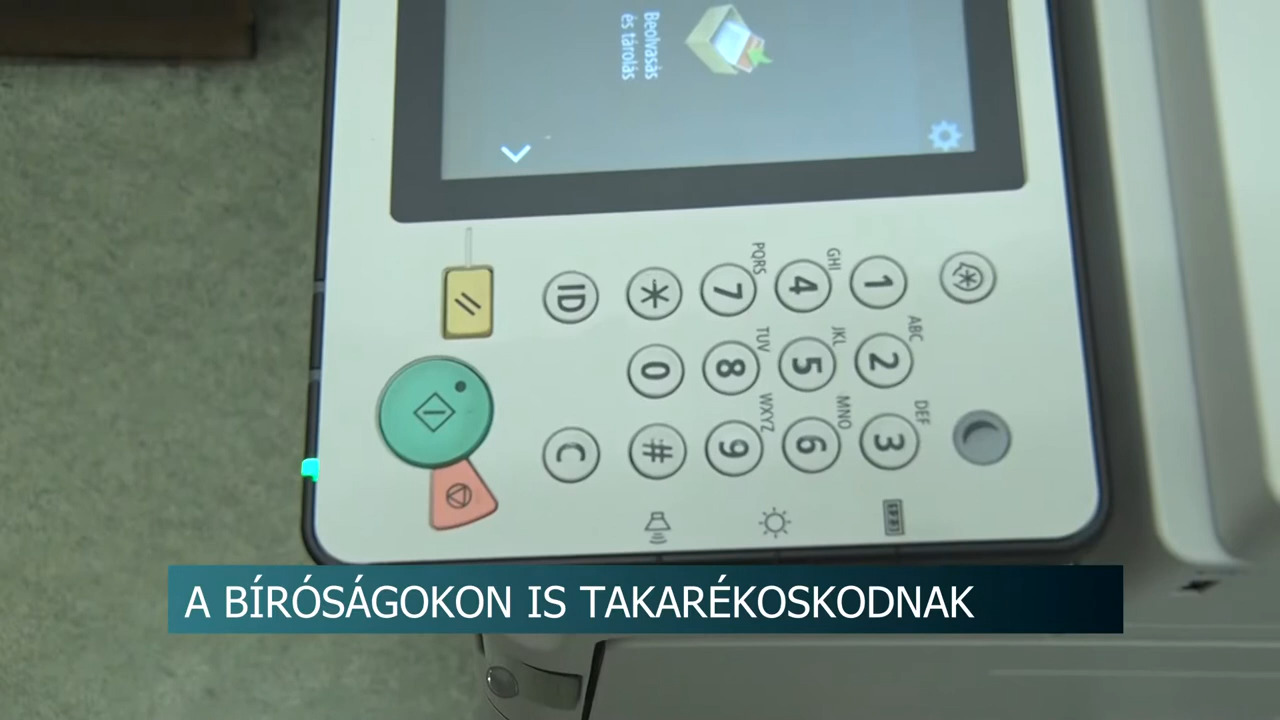 Beolvasás
és tárolás
ID
*
7
PQRS
4
GHI
1
0
8
TUV
5
JKL
2
ABC
C
#
9
WXYZ
6
MNO
3
DEF
A BÍRÓSÁGOKON IS TAKARÉKOSKODNAK